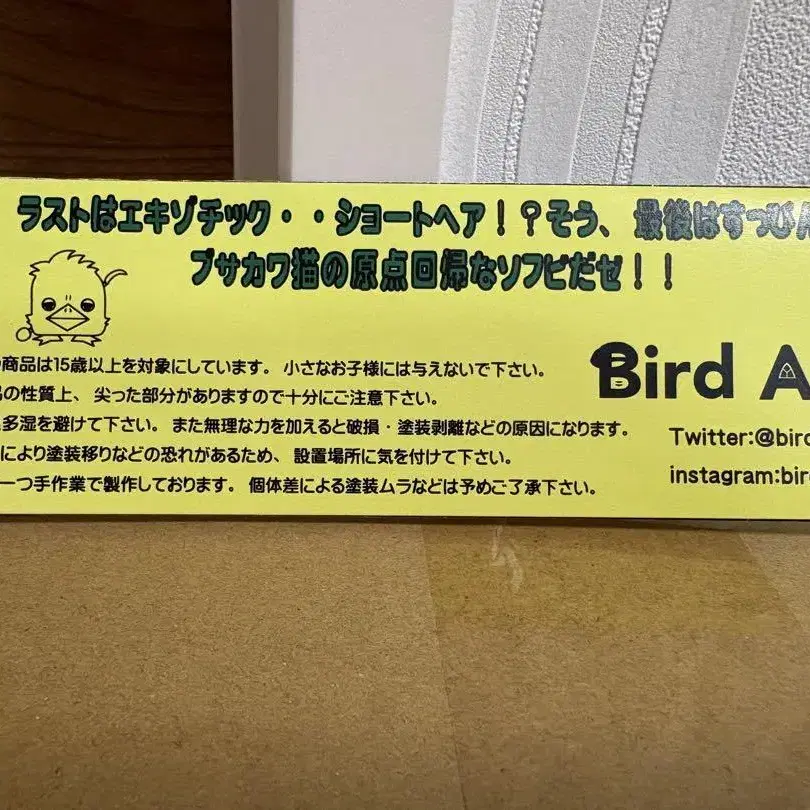 ラストはエキゾチック・・ショートヘア！？そう、最後はすっぴん
ブサカワ猫の原点回帰なソフビだゼ！！
商品は15歳以上を対象にしています。小さなお子様には与えないで下さい。
の性質上、尖った部分がありますので十分にご注意下さい。
多湿を避けて下さい。また無理な力を加えると破損・塗装剥離などの原因になります。
により塗装移りなどの恐れがあるため、設置場所に気を付けて下さい。
一つ手作業で製作しております。個体差による塗装ムラなどは予めご了承下さい。
Bird A
Twitter:@bird
instagram:bir